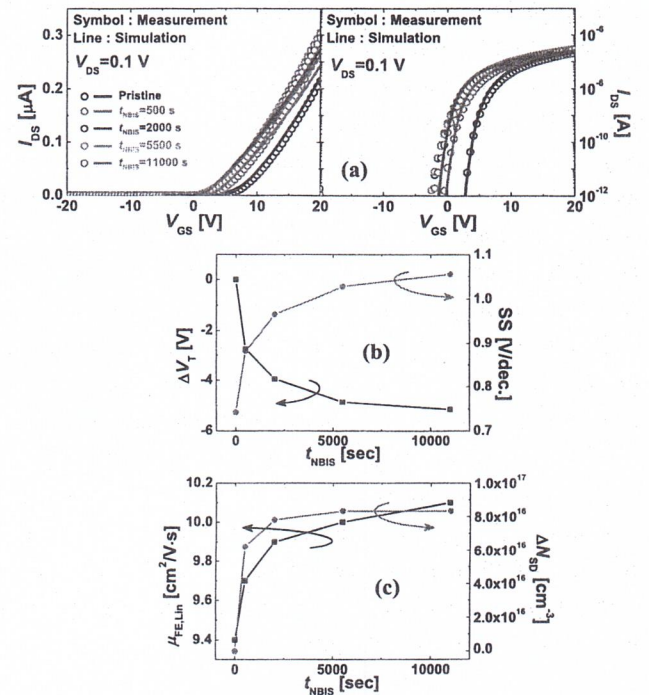 Symbol : Measurement
Line : Simulation
V_DS=0.1 V
Pristine
t_NBIS=500 s
t_NBIS=2000 s
t_NBIS=5500 s
t_NBIS=11000 s
I_DS [μA]
0.3
0.2
0.1
0.0
-20 -10 0 10 20
V_GS [V]
Symbol : Measurement
Line : Simulation
V_DS=0.1 V
(a)
10^-6
10^-8
10^-10
10^-12
I_DS [A]
-10 0 10 20
V_GS [V]
ΔV_T [V]
0
-2
-4
-6
(b)
1.1
1.0
0.9
0.8
0.7
SS [V/dec.]
0 5000 10000
t_NBIS [sec]
μ_FE,Lin [cm²/V·s]
10.2
10.0
9.8
9.6
9.4
(c)
1.0x10^17
8.0x10^16
6.0x10^16
4.0x10^16
2.0x10^16
0.0
ΔN_SD [cm^-3]
0 5000 10000
t_NBIS [sec]